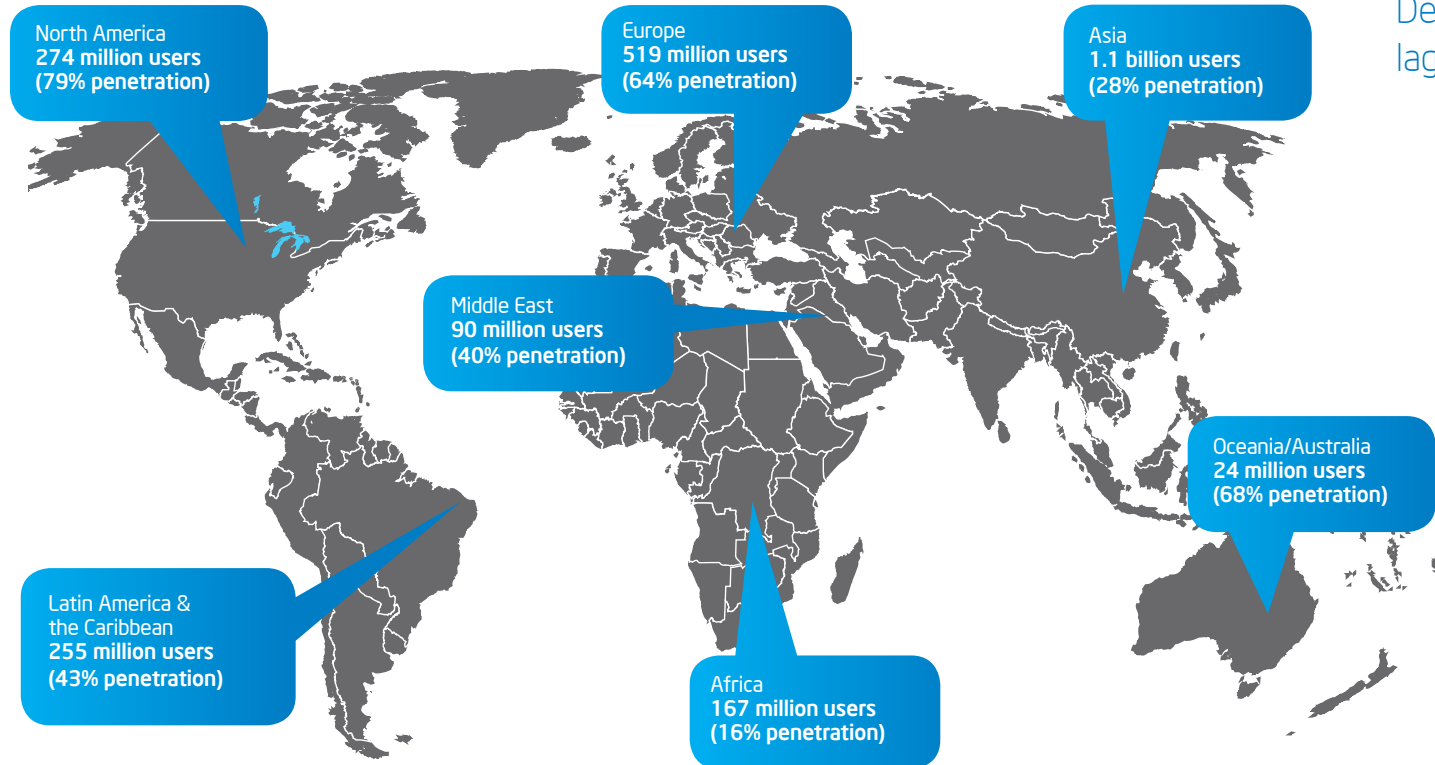 North America
274 million users
(79% penetration)
Europe
519 million users
(64% penetration)
Asia
1.1 billion users
(28% penetration)
Middle East
90 million users
(40% penetration)
Oceania/Australia
24 million users
(68% penetration)
Latin America &
the Caribbean
255 million users
(43% penetration)
Africa
167 million users
(16% penetration)